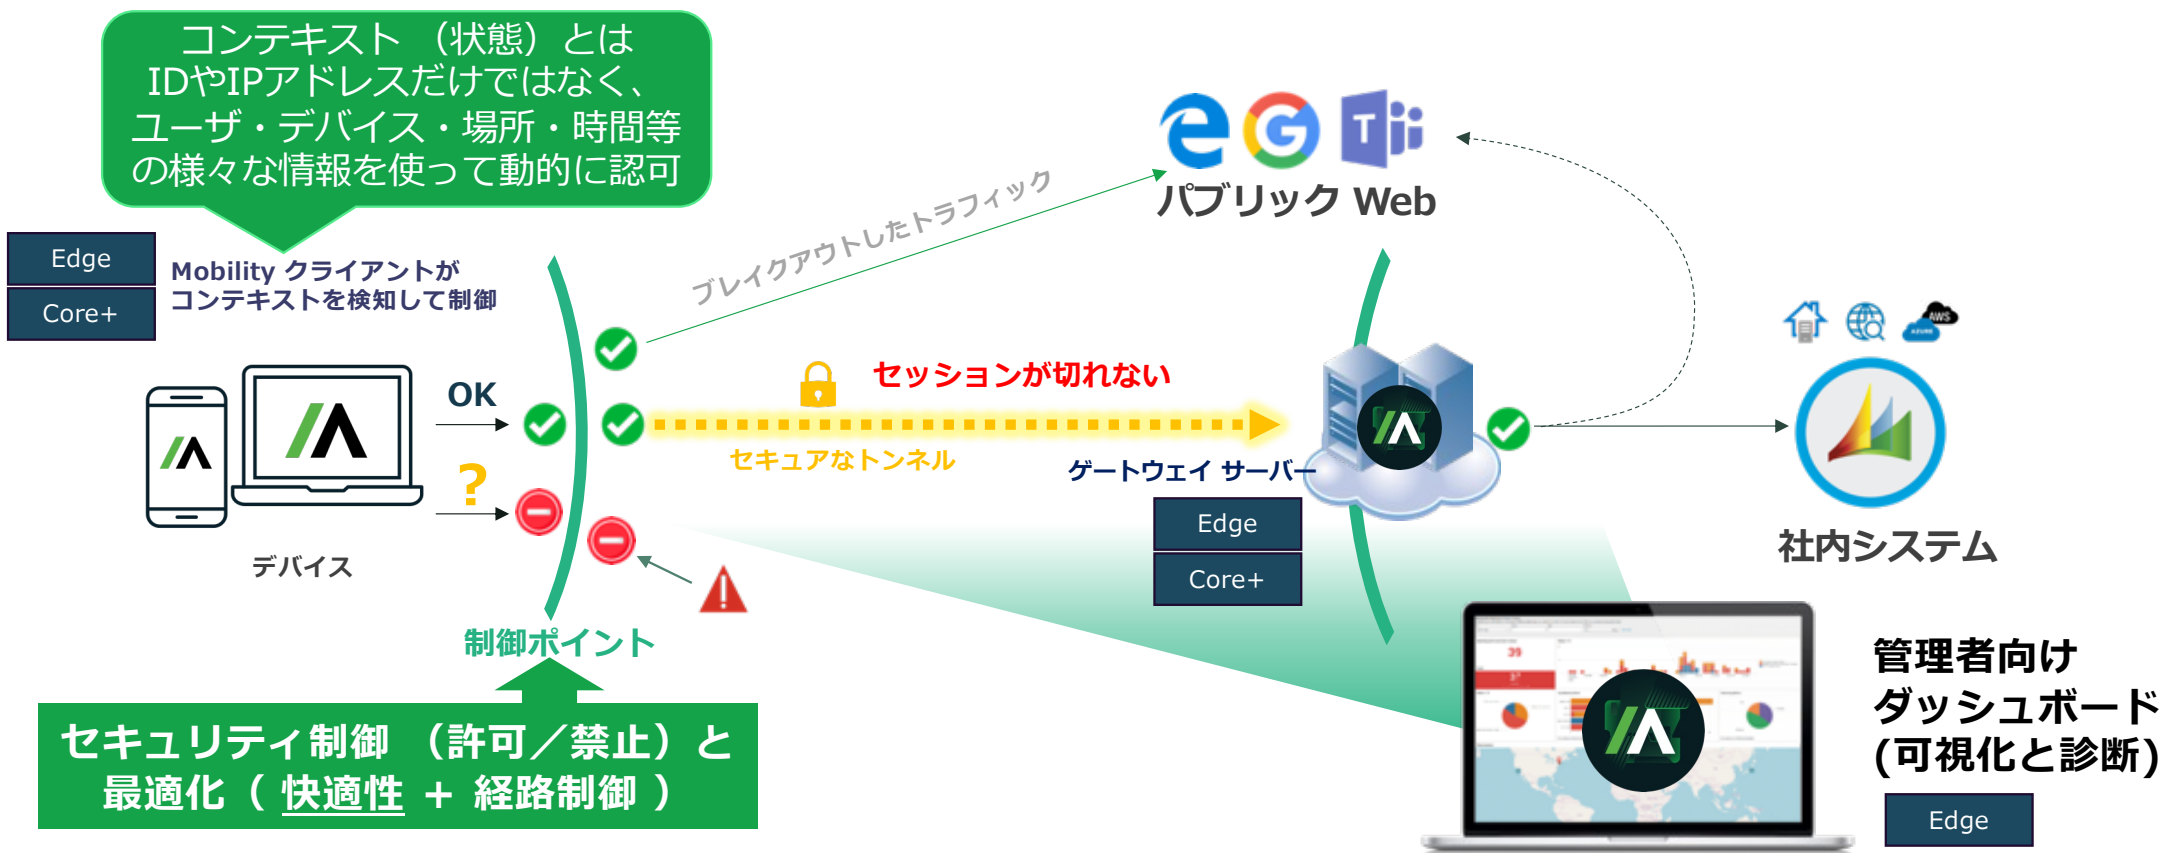 コンテキスト （状態）とは
IDやIPアドレスだけではなく、
ユーザ・デバイス・場所・時間等
の様々な情報を使って動的に認可
Edge
Core+
Mobility クライアントが
コンテキストを検知して制御
OK
?
デバイス
ブレイクアウトしたトラフィック
パブリック Web
セッションが切れない
セキュアなトンネル
ゲートウェイ サーバー
Edge
Core+
AWS
AZURE
社内システム
制御ポイント
セキュリティ制御 （許可／禁止）と
最適化（ 快適性 + 経路制御 ）
39
管理者向け
ダッシュボード
(可視化と診断)
Edge